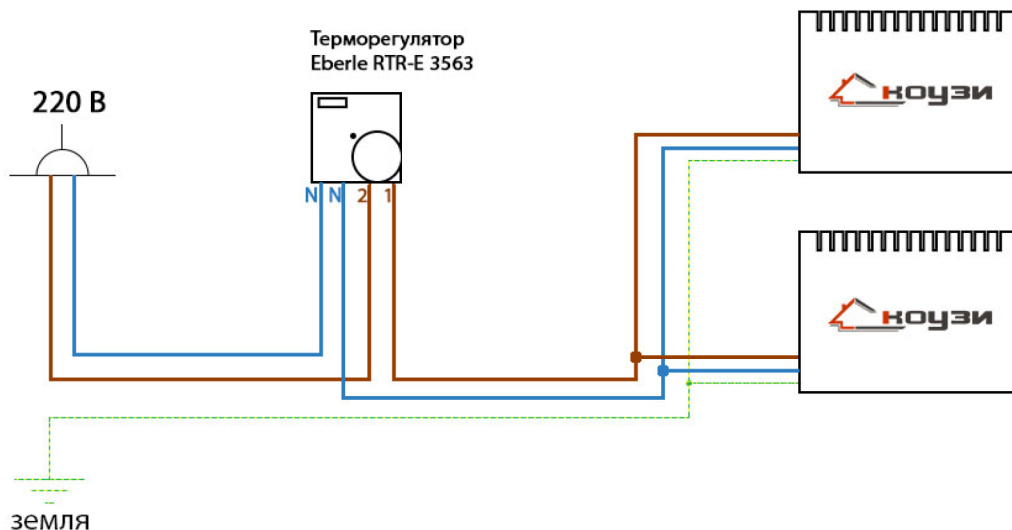 Терморегулятор
Eberle RTR-E 3563
220 В
N N 2 1
коузи
коузи
земля